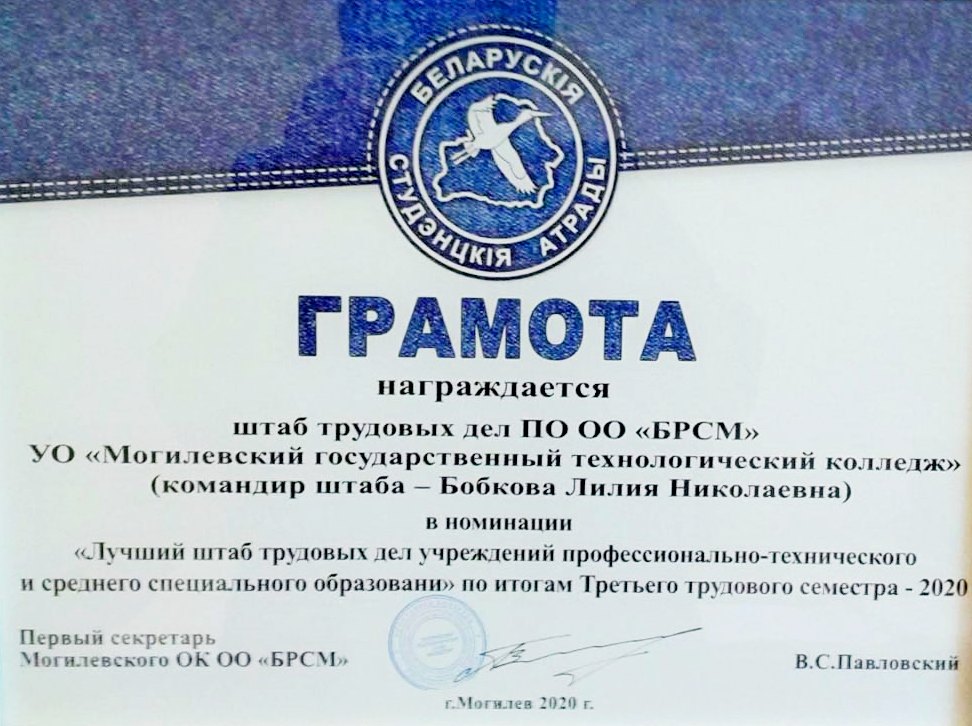 БЕЛАРУСКІЯ
СТУДЭНЦКІЯ АТРАДЫ
ГРАМОТА
награждается
штаб трудовых дел ПО ОО «БРСМ»
УО «Могилевский государственный технологический колледж»
(командир штаба – Бобкова Лилия Николаевна)
в номинации
«Лучший штаб трудовых дел учреждений профессионально-технического
и среднего специального образовани» по итогам Третьего трудового семестра - 2020
Первый секретарь
Могилевского ОК ОО «БРСМ»
В.С.Павловский
г.Могилев 2020 г.